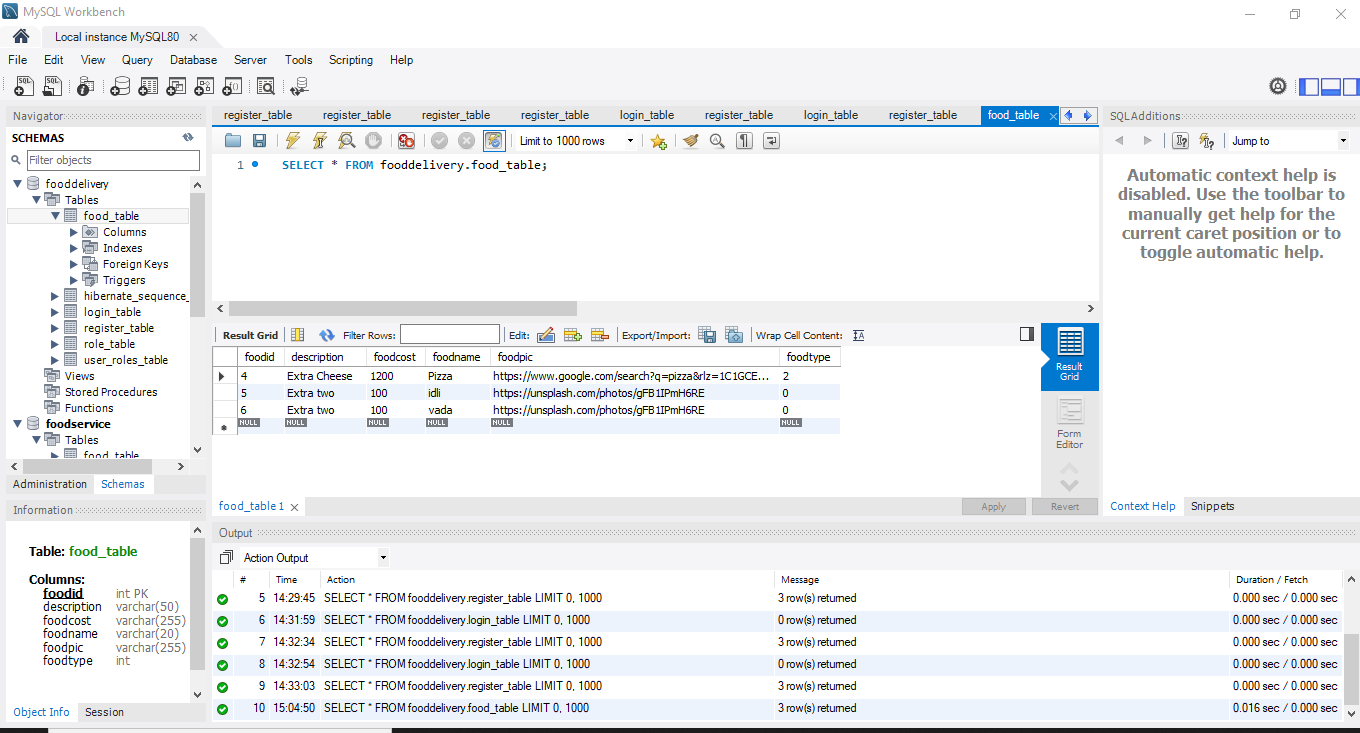 MySQL Workbench
Local instance MySQL80
File Edit View Query Database Server Tools Scripting Help
Navigator
SCHEMAS
Filter objects
fooddelivery
Tables
food_table
Columns
Indexes
Foreign Keys
Triggers
hibernate_sequence_
login_table
register_table
role_table
user_roles_table
Views
Stored Procedures
Functions
foodservice
Tables
food_table
Administration Schemas
Information
Table: food_table
Columns:
foodid int PK
description varchar(50)
foodcost varchar(255)
foodname varchar(20)
foodpic varchar(255)
foodtype int
Object Info Session
register_table register_table register_table register_table login_table register_table login_table register_table food_table
Limit to 1000 rows
1 SELECT * FROM fooddelivery.food_table;
Result Grid Filter Rows: Edit: Export/Import: Wrap Cell Content:
foodid description foodcost foodname foodpic foodtype
4 Extra Cheese 1200 Pizza https://www.google.com/search?q=pizza&rlz=1C1GCE... 2
5 Extra two 100 idli https://unsplash.com/photos/gFB1IPmH6RE 0
6 Extra two 100 vada https://unsplash.com/photos/gFB1IPmH6RE 0
NULL NULL NULL NULL NULL NULL
Result
Grid
Form
Editor
food_table 1
Apply Revert
SQLAdditions
Jump to
Automatic context help is
disabled. Use the toolbar to
manually get help for the
current caret position or to
toggle automatic help.
Context Help Snippets
Output
Action Output
# Time Action Message Duration / Fetch
5 14:29:45 SELECT * FROM fooddelivery.register_table LIMIT 0, 1000 3 row(s) returned 0.000 sec / 0.000 sec
6 14:31:59 SELECT * FROM fooddelivery.login_table LIMIT 0, 1000 0 row(s) returned 0.000 sec / 0.000 sec
7 14:32:34 SELECT * FROM fooddelivery.register_table LIMIT 0, 1000 3 row(s) returned 0.000 sec / 0.000 sec
8 14:32:54 SELECT * FROM fooddelivery.login_table LIMIT 0, 1000 0 row(s) returned 0.000 sec / 0.000 sec
9 14:33:03 SELECT * FROM fooddelivery.register_table LIMIT 0, 1000 3 row(s) returned 0.000 sec / 0.000 sec
10 15:04:50 SELECT * FROM fooddelivery.food_table LIMIT 0, 1000 3 row(s) returned 0.016 sec / 0.000 sec